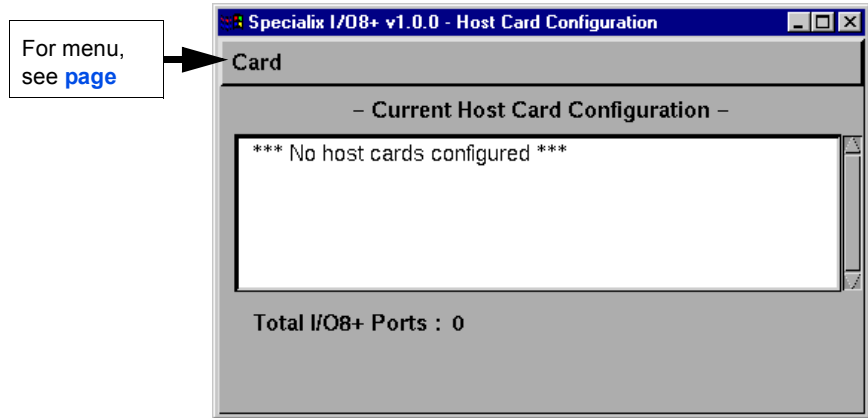 For menu,
see page
Specialix I/O8+ v1.0.0 - Host Card Configuration
Card
– Current Host Card Configuration –
*** No host cards configured ***
Total I/O8+ Ports : 0